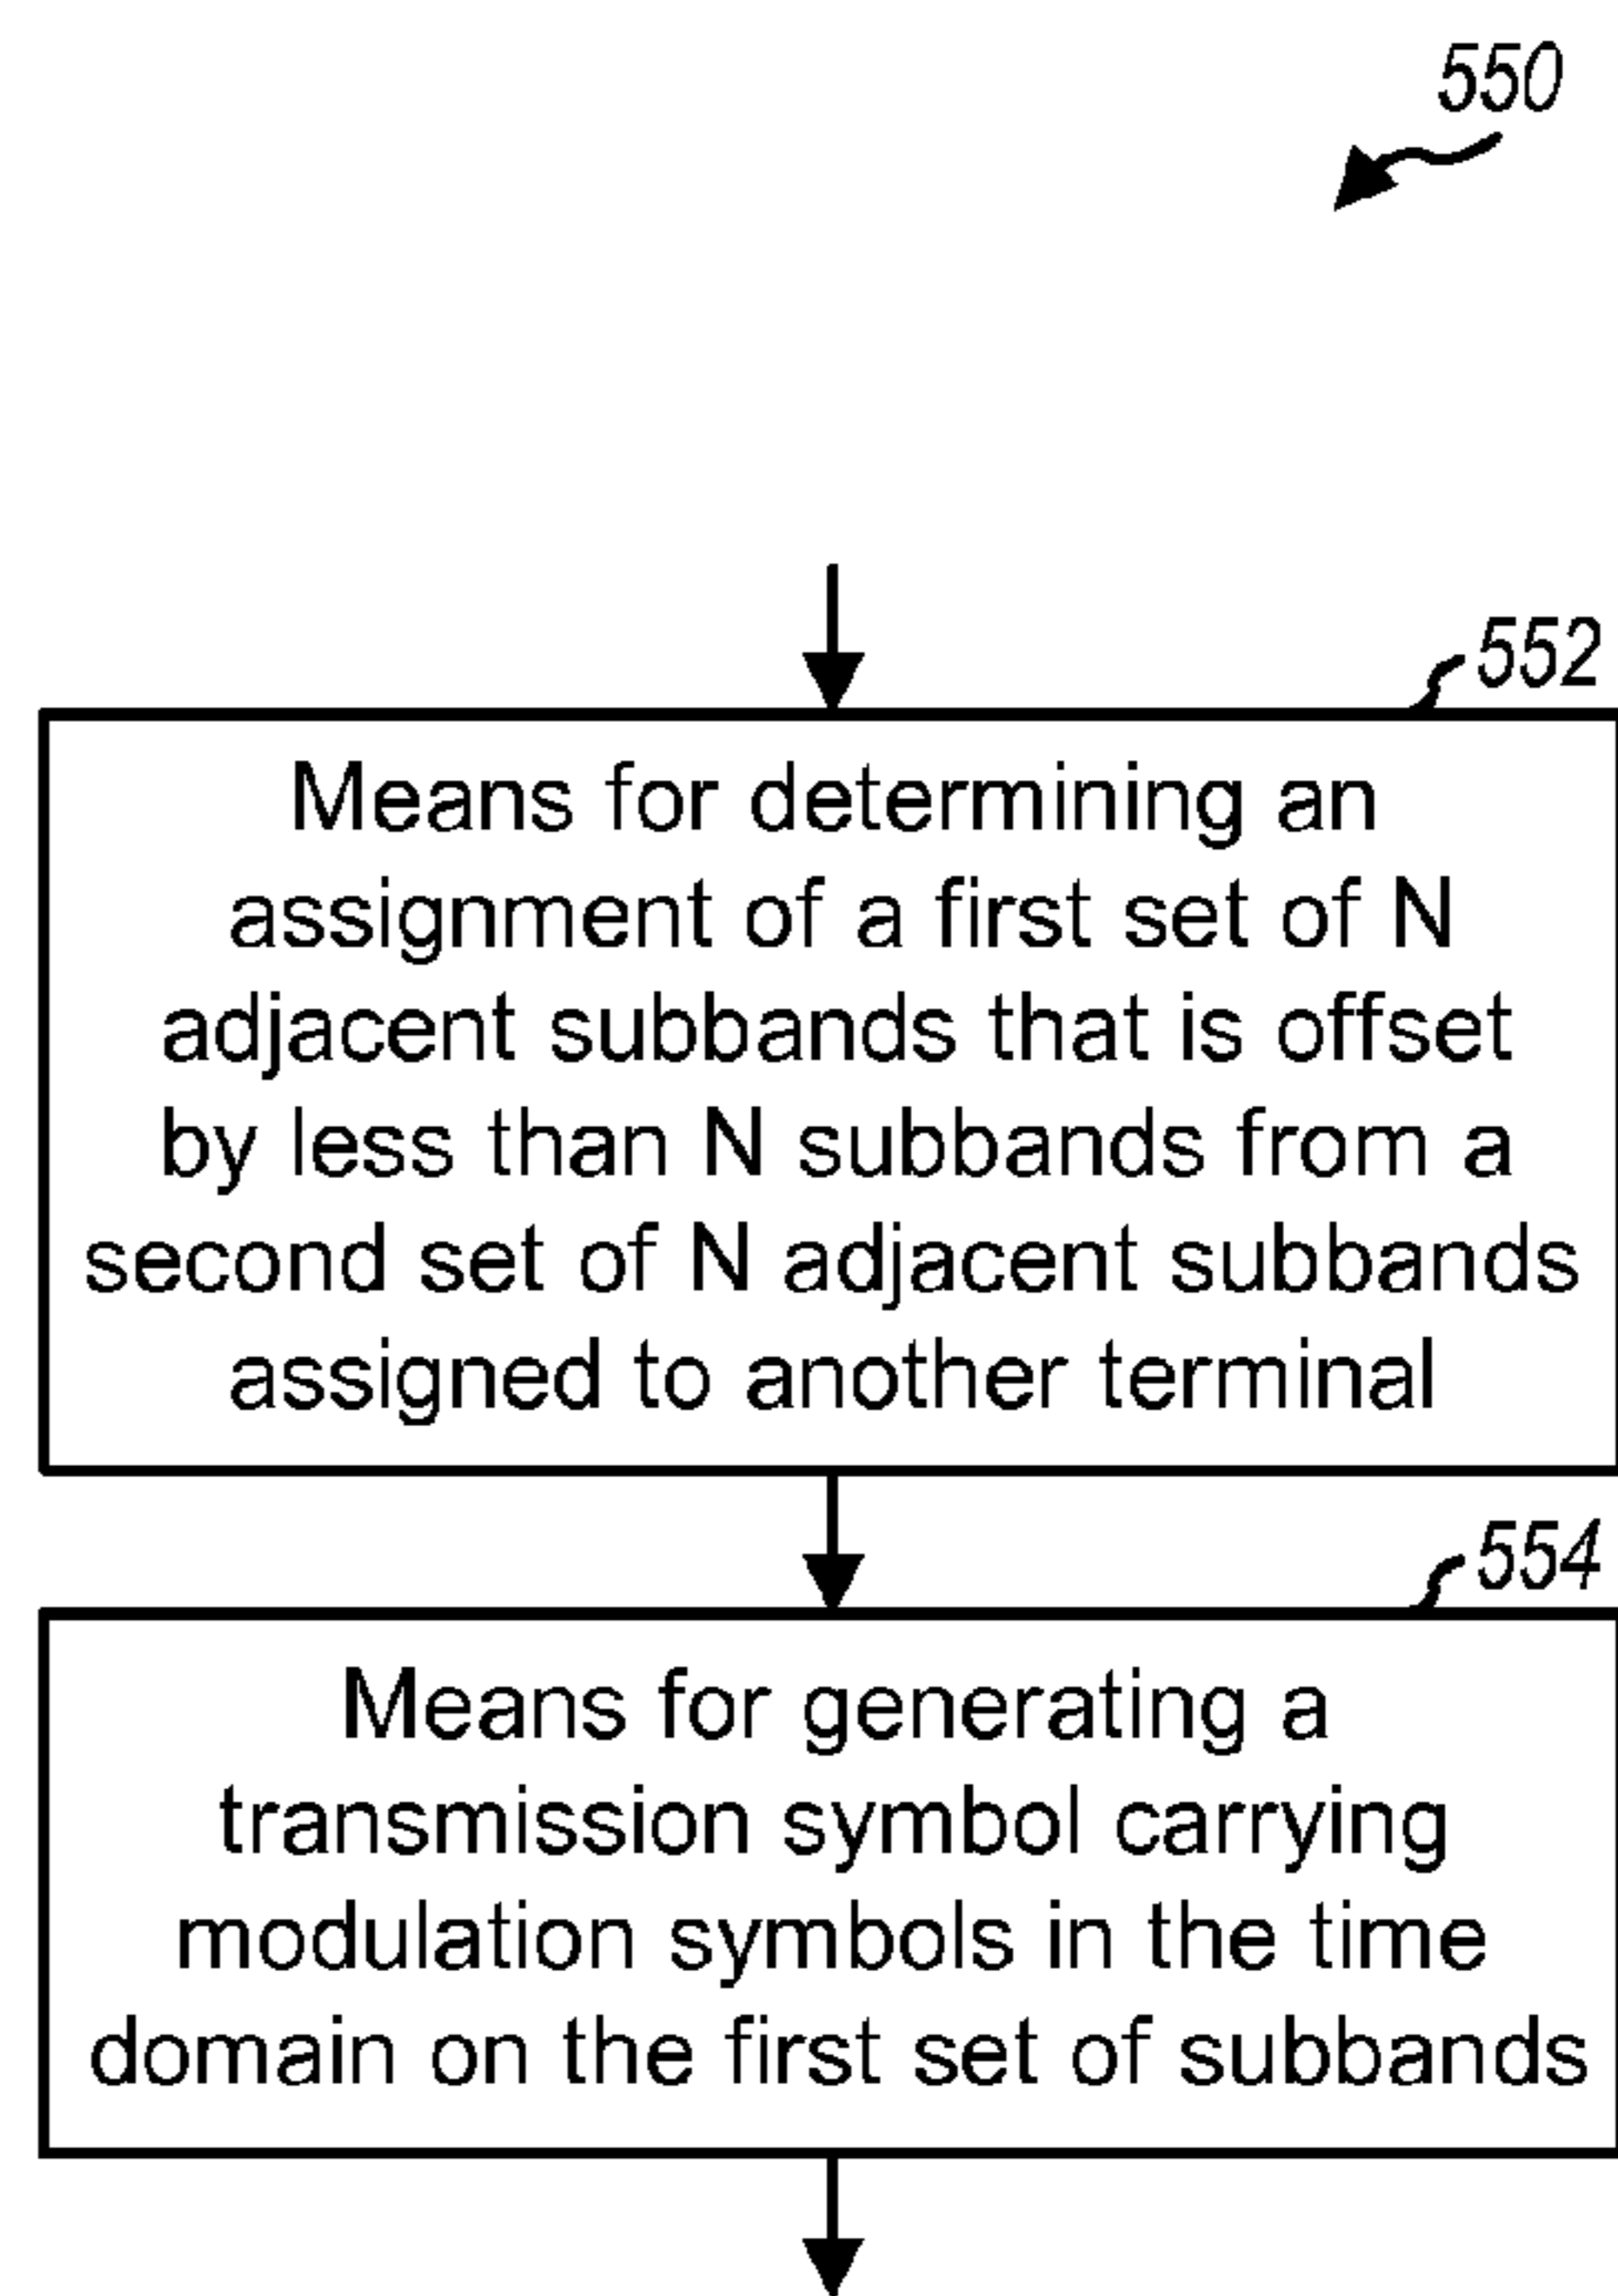 550
552
Means for determining an
assignment of a first set of N
adjacent subbands that is offset
by less than N subbands from a
second set of N adjacent subbands
assigned to another terminal
554
Means for generating a
transmission symbol carrying
modulation symbols in the time
domain on the first set of subbands